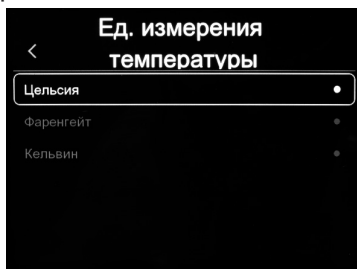 Ед. измерения
температуры
Цельсия
Фаренгейт
Кельвин